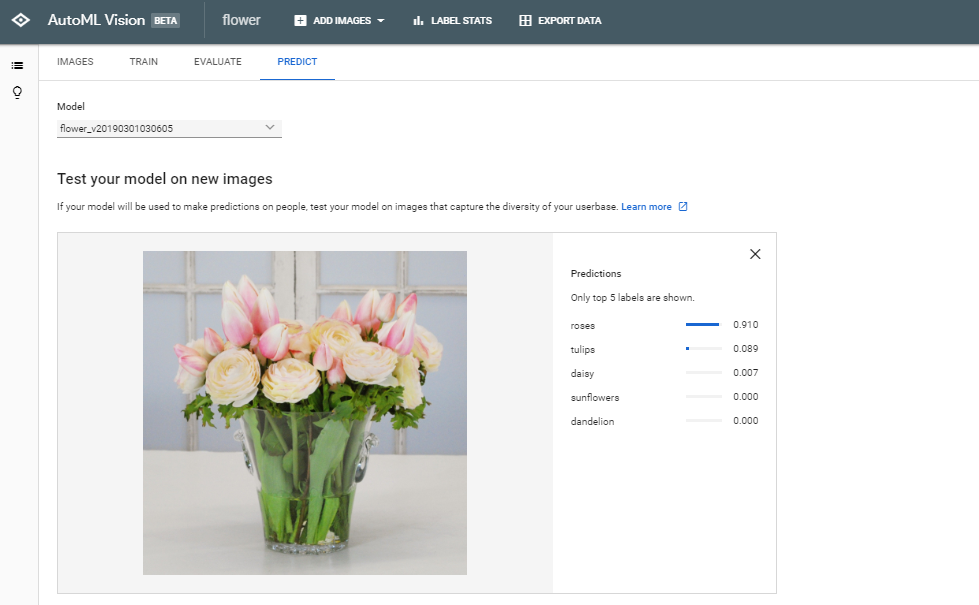 AutoML Vision BETA flower ADD IMAGES LABEL STATS EXPORT DATA
IMAGES TRAIN EVALUATE PREDICT
Model
flower_v20190301030605
Test your model on new images
If your model will be used to make predictions on people, test your model on images that capture the diversity of your userbase. Learn more
Predictions
Only top 5 labels are shown.
roses 0.910
tulips 0.089
daisy 0.007
sunflowers 0.000
dandelion 0.000